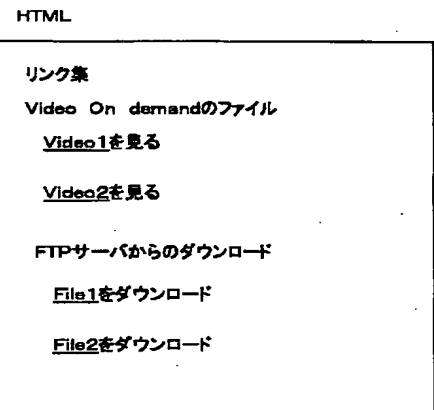 HTML
リンク集
Video On demandのファイル
Video1を見る
Video2を見る
FTPサーバからのダウンロード
File1をダウンロード
File2をダウンロード